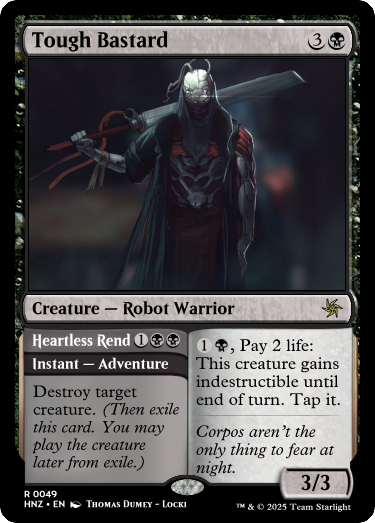 Tough Bastard 3
Creature — Robot Warrior
Heartless Rend 1
Instant — Adventure
Destroy target
creature. (Then exile
this card. You may
play the creature
later from exile.)
1 , Pay 2 life:
This creature gains
indestructible until
end of turn. Tap it.
Corpos aren't the
only thing to fear at
night.
3/3
R 0049
HNZ • EN Thomas Dumey - Locki
™ & © 2025 Team Starlight